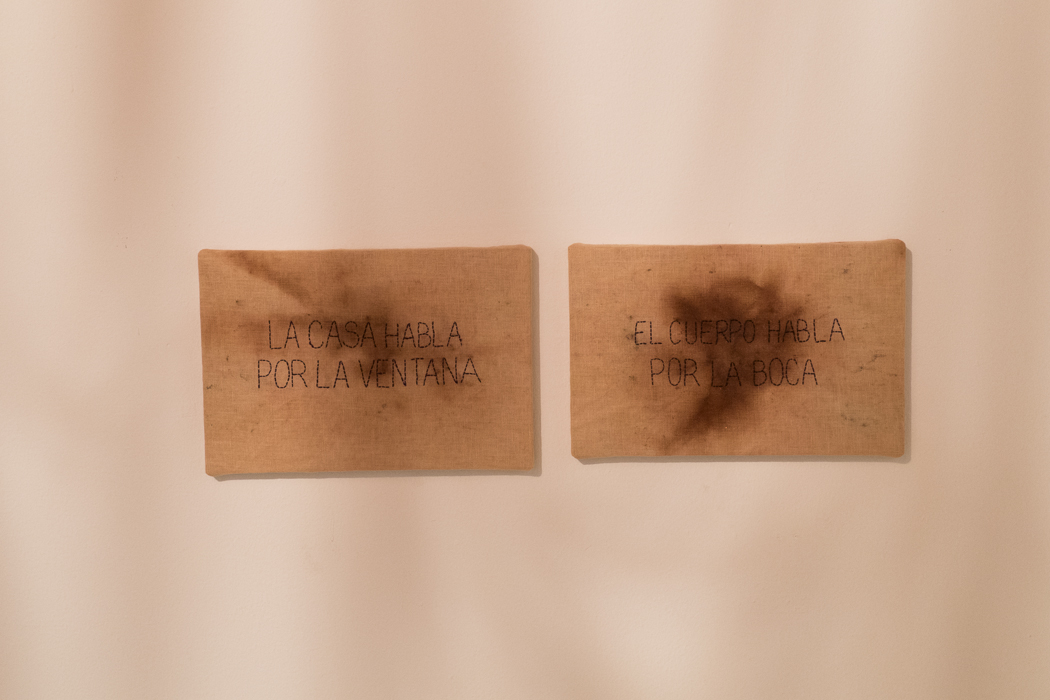 LA CASA HABLA
POR LA VENTANA
EL CUERPO HABLA
POR LA BOCA